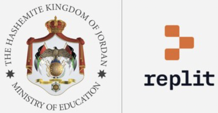 THE HASHEMITE KINGDOM OF JORDAN
MINISTRY OF EDUCATION
replit